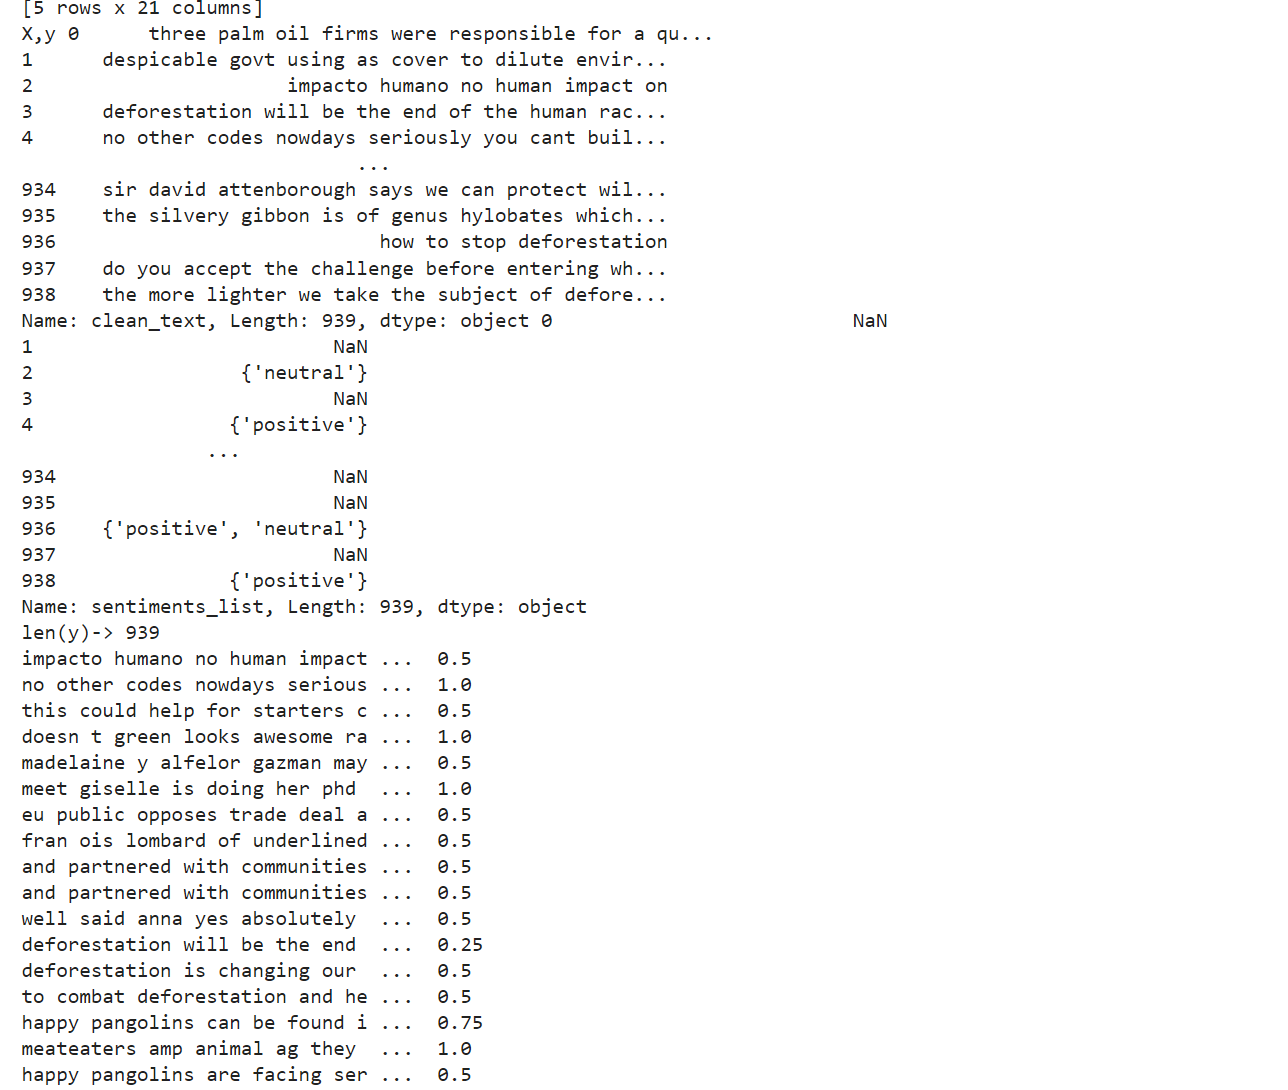 [5 rows x 21 columns]
X,y 0      three palm oil firms were responsible for a qu...
1      despicable govt using as cover to dilute envir...
2                      impacto humano no human impact on
3      deforestation will be the end of the human rac...
4      no other codes nowdays seriously you cant buil...
                             ...
934    sir david attenborough says we can protect wil...
935    the silvery gibbon is of genus hylobates which...
936                            how to stop deforestation
937    do you accept the challenge before entering wh...
938    the more lighter we take the subject of defore...
Name: clean_text, Length: 939, dtype: object 0                          NaN
1                          NaN
2                  {'neutral'}
3                          NaN
4                 {'positive'}
                ...
934                        NaN
935                        NaN
936    {'positive', 'neutral'}
937                        NaN
938               {'positive'}
Name: sentiments_list, Length: 939, dtype: object
len(y)-> 939
impacto humano no human impact ...  0.5
no other codes nowdays serious ...  1.0
this could help for starters c ...  0.5
doesn t green looks awesome ra ...  1.0
madelaine y alfelor gazman may ...  0.5
meet giselle is doing her phd  ...  1.0
eu public opposes trade deal a ...  0.5
fran ois lombard of underlined ...  0.5
and partnered with communities ...  0.5
and partnered with communities ...  0.5
well said anna yes absolutely  ...  0.5
deforestation will be the end  ...  0.25
deforestation is changing our  ...  0.5
to combat deforestation and he ...  0.5
happy pangolins can be found i ...  0.75
meateaters amp animal ag they  ...  1.0
happy pangolins are facing ser ...  0.5